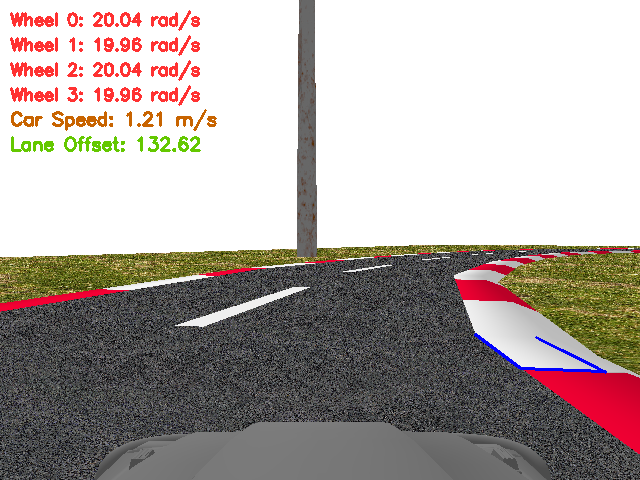 Wheel 0: 20.04 rad/s
Wheel 1: 19.96 rad/s
Wheel 2: 20.04 rad/s
Wheel 3: 19.96 rad/s
Car Speed: 1.21 m/s
Lane Offset: 132.62